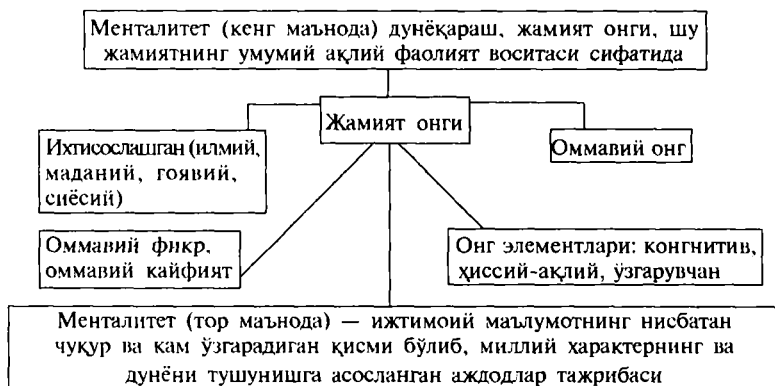 Менталитет (кенг маънода) дунёқараш, жамият онги, шу
жамиятнинг умумий ақлий фаолият воситаси сифатида
Жамият онги
Ихтисослашган (илмий,
маданий, ғоявий,
сиёсий)
Оммавий онг
Оммавий фикр,
оммавий кайфият
Онг элементлари: конгнитив,
ҳиссий-ақлий, ўзгарувчан
Менталитет (тор маънода) — ижтимоий маълумотнинг нисбатан
чуқур ва кам ўзгарадиган қисми бўлиб, миллий характернинг ва
дунёни тушунишга асосланган аждодлар тажрибаси